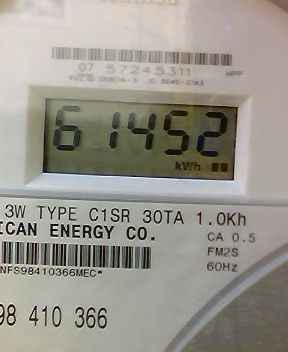 07 57245311 HPP
61452
kWh
3W TYPE C1SR 30TA 1.0Kh
ICAN ENERGY CO. CA 0.5
FM2S
NFS98410366MEC* 60Hz
98 410 366